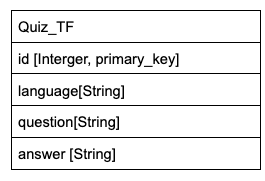 Quiz_TF
id [Interger, primary_key]
language[String]
question[String]
answer [String]